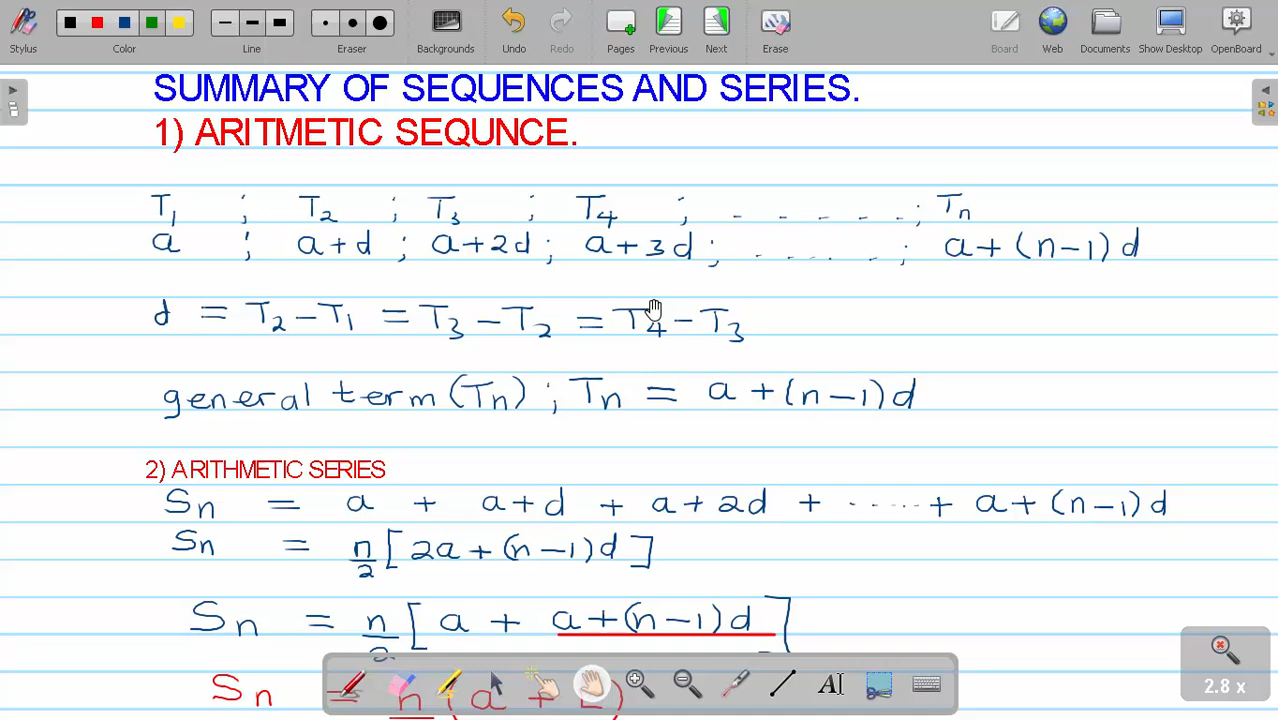 Stylus Color Line Eraser Backgrounds Undo Redo Pages Previous Next Erase Board Web Documents Show Desktop OpenBoard
SUMMARY OF SEQUENCES AND SERIES.
1) ARITMETIC SEQUNCE.
T₁ ; T₂ ; T₃ ; T₄ ; - - - - - . ; Tₙ
a ; a+d ; a+2d ; a+3d ; ...... ; a+(n-1)d
d = T₂-T₁ = T₃-T₂ = T₄-T₃
general term (Tₙ) ; Tₙ = a+(n-1)d
2) ARITHMETIC SERIES
Sₙ = a + a+d + a+2d + ..... + a+(n-1)d
Sₙ = n/2 [2a+(n-1)d]
Sₙ = n/2 [a + a+(n-1)d]
Sₙ = n (a + L)
AI
2.8 x